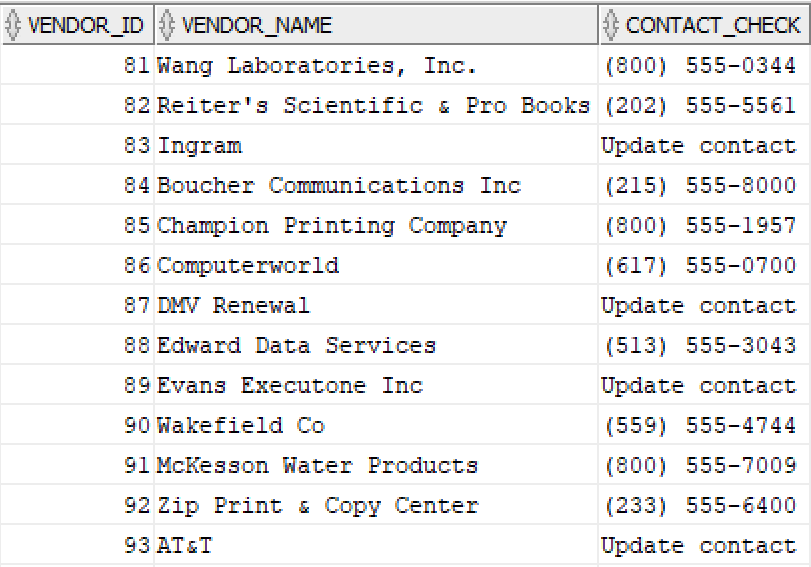 VENDOR_ID VENDOR_NAME CONTACT_CHECK
81 Wang Laboratories, Inc. (800) 555-0344
82 Reiter's Scientific & Pro Books (202) 555-5561
83 Ingram Update contact
84 Boucher Communications Inc (215) 555-8000
85 Champion Printing Company (800) 555-1957
86 Computerworld (617) 555-0700
87 DMV Renewal Update contact
88 Edward Data Services (513) 555-3043
89 Evans Executone Inc Update contact
90 Wakefield Co (559) 555-4744
91 McKesson Water Products (800) 555-7009
92 Zip Print & Copy Center (233) 555-6400
93 AT&T Update contact